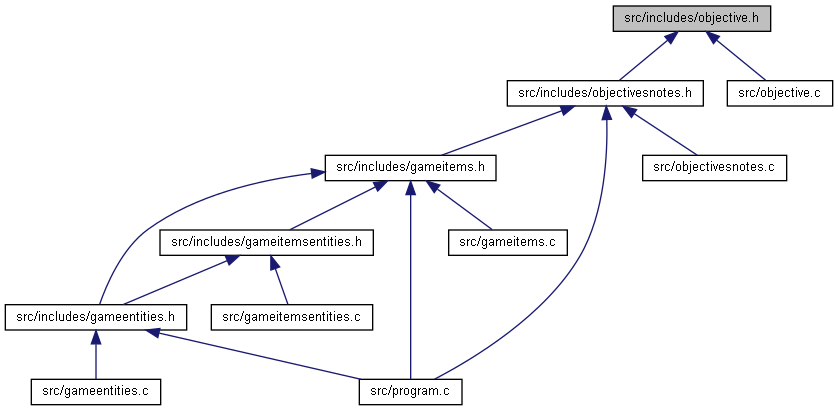 src/includes/objective.h
src/includes/objectivesnotes.h
src/objective.c
src/includes/gameitems.h
src/objectivesnotes.c
src/includes/gameitemsentities.h
src/gameitems.c
src/includes/gameentities.h
src/gameitemsentities.c
src/gameentities.c
src/program.c